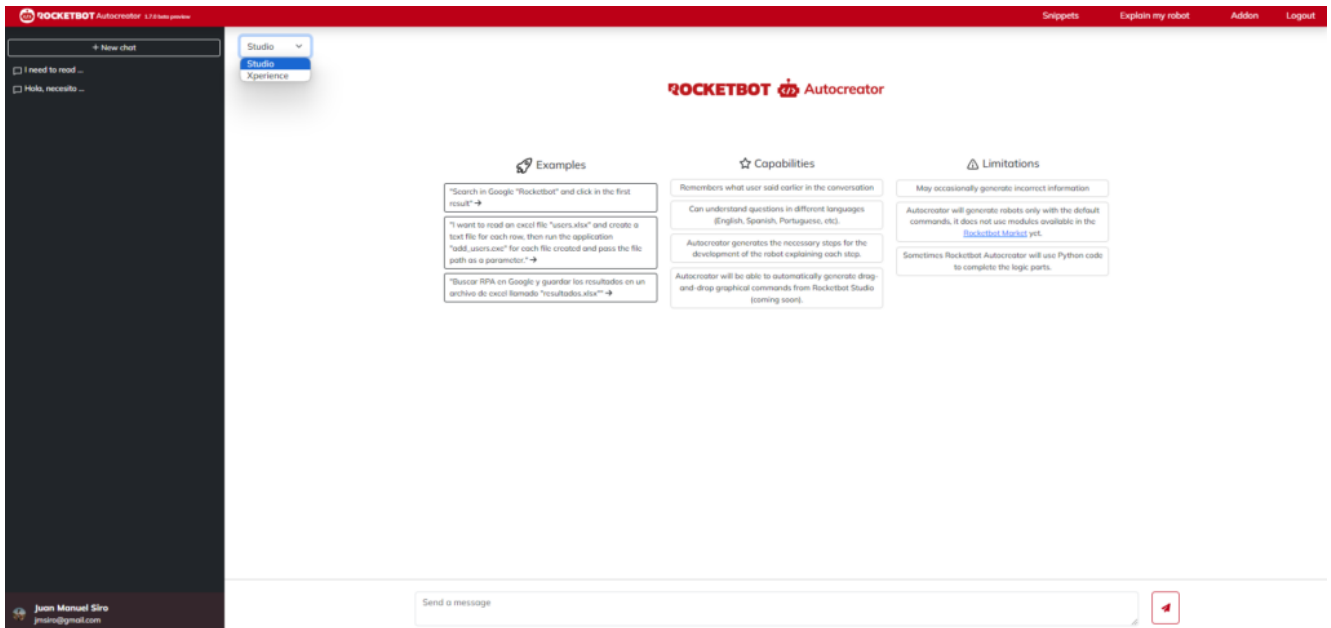 ROCKETBOT Autocreator 1.7.0 beta preview
Snippets
Explain my robot
Addon
Logout
+ New chat
I need to read ...
Hola, necesito ...
Juan Manuel Siro
jmsiro@gmail.com
Studio
Studio
Xperience
ROCKETBOT Autocreator
Examples
"Search in Google "Rocketbot" and click in the first
result" →
"I want to read an excel file "users.xlsx" and create a
text file for each row, then run the application
"add_users.exe" for each file created and pass the file
path as a parameter." →
"Buscar RPA en Google y guardar los resultados en un
archivo de excel llamado "resultados.xlsx"" →
Capabilities
Remembers what user said earlier in the conversation
Can understand questions in different languages
(English, Spanish, Portuguese, etc).
Autocreator generates the necessary steps for the
development of the robot explaining each step.
Autocreator will be able to automatically generate drag-
and-drop graphical commands from Rocketbot Studio
(coming soon).
Limitations
May occasionally generate incorrect information
Autocreator will generate robots only with the default
commands, it does not use modules available in the
Rocketbot Market yet.
Sometimes Rocketbot Autocreator will use Python code
to complete the logic parts.
Send a message